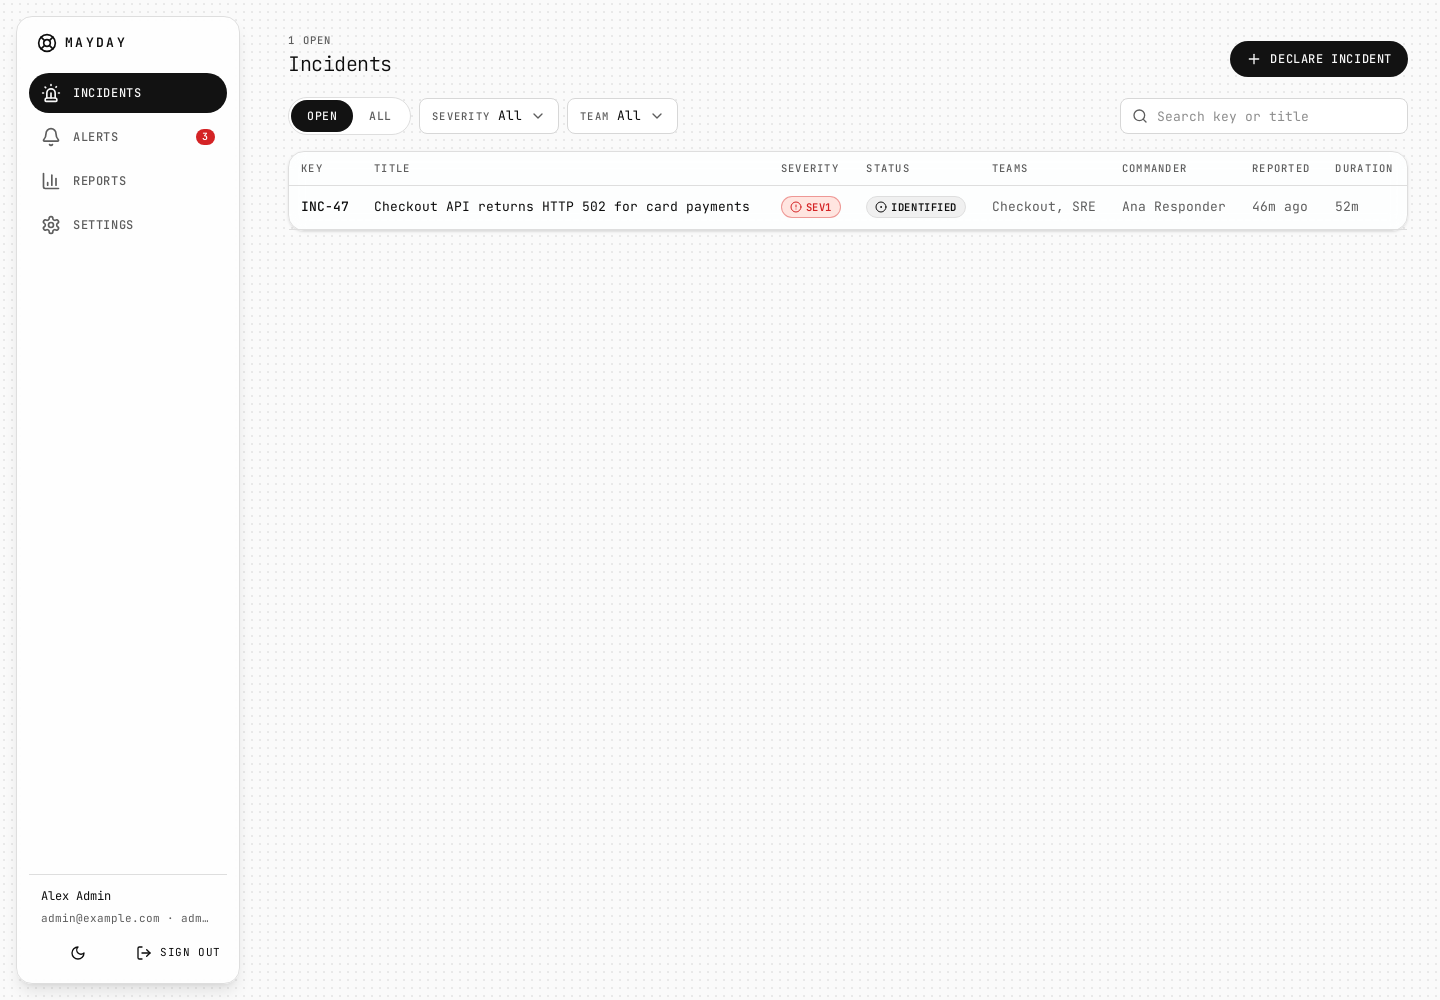 MAYDAY
INCIDENTS
ALERTS 3
REPORTS
SETTINGS
Alex Admin
admin@example.com · adm…
SIGN OUT
1 OPEN
Incidents
DECLARE INCIDENT
OPEN ALL SEVERITY All TEAM All Search key or title
KEY TITLE SEVERITY STATUS TEAMS COMMANDER REPORTED DURATION
INC-47 Checkout API returns HTTP 502 for card payments SEV1 IDENTIFIED Checkout, SRE Ana Responder 46m ago 52m